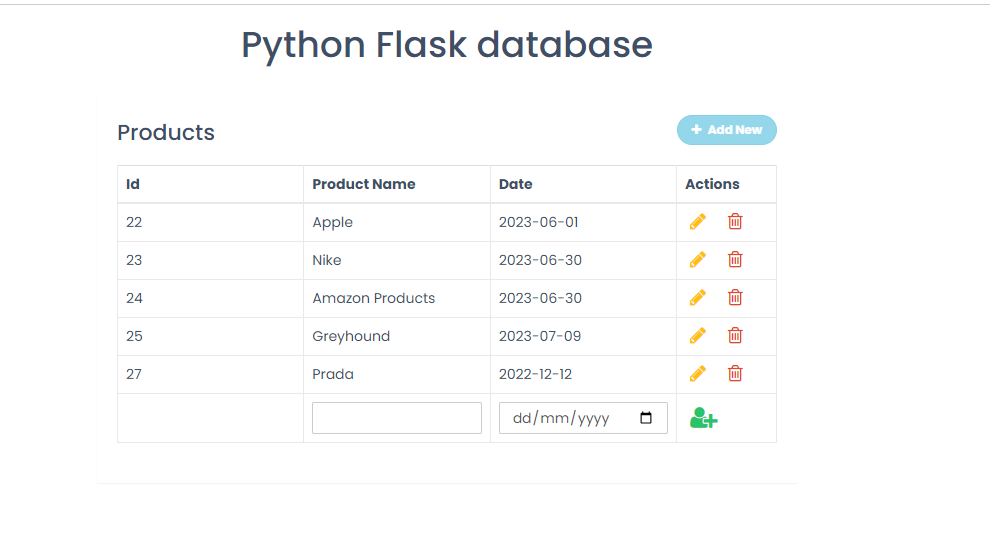 Python Flask database
Products
+ Add New
Id Product Name Date Actions
22 Apple 2023-06-01
23 Nike 2023-06-30
24 Amazon Products 2023-06-30
25 Greyhound 2023-07-09
27 Prada 2022-12-12
dd/mm/yyyy